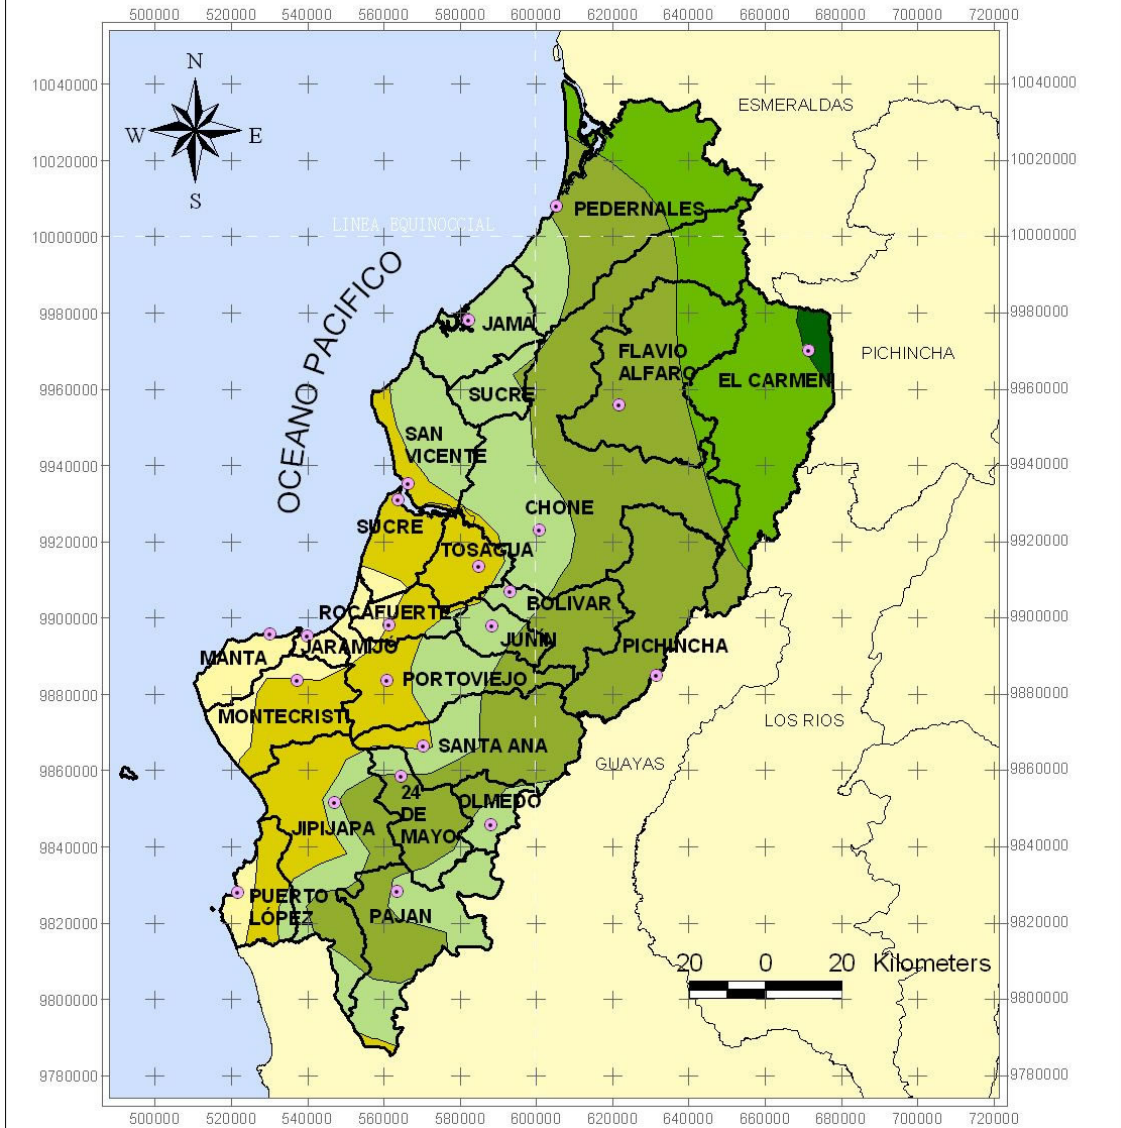 500000 520000 540000 560000 580000 600000 620000 640000 660000 680000 700000 720000
N
W E
S
10040000 10040000
ESMERALDAS
10020000 10020000
PEDERNALES
LINEA EQUINOCCIAL
10000000 10000000
OCEANO PACIFICO
9980000 9980000
JAMA
FLAVIO
ALFARO
PICHINCHA
EL CARMEN
9960000 9960000
SUCRE
SAN
VICENTE
9940000 9940000
CHONE
SUCRE
9920000 9920000
TOSAGUA
BOLIVAR
ROCAFUERTE
9900000 9900000
JUNÍN
JARAMIJO
PICHINCHA
MANTA
PORTOVIEJO
9880000 9880000
MONTECRISTI
LOS RIOS
SANTA ANA
GUAYAS
9860000 9860000
24
DE
MAYO
OLMEDO
JIPIJAPA
9840000 9840000
PUERTO
LÓPEZ
PAJAN
9820000 9820000
20 0 20 Kilometers
9800000 9800000
9780000 9780000
500000 520000 540000 560000 580000 600000 620000 640000 660000 680000 700000 720000